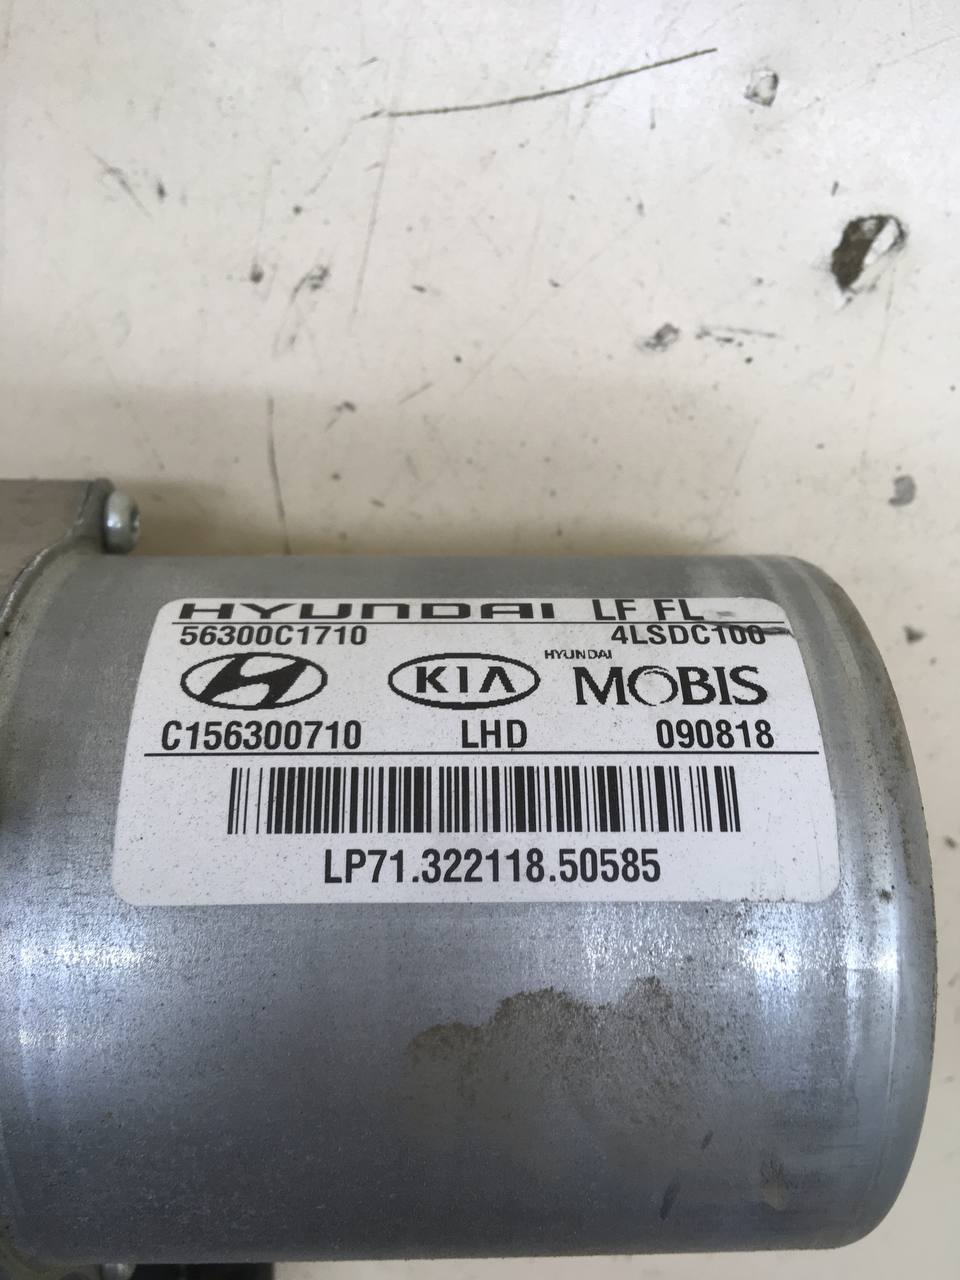 HYUNDAI LF FL
56300C1710 4LSDC100
KIA HYUNDAI MOBIS
C156300710 LHD 090818
LP71.322118.50585